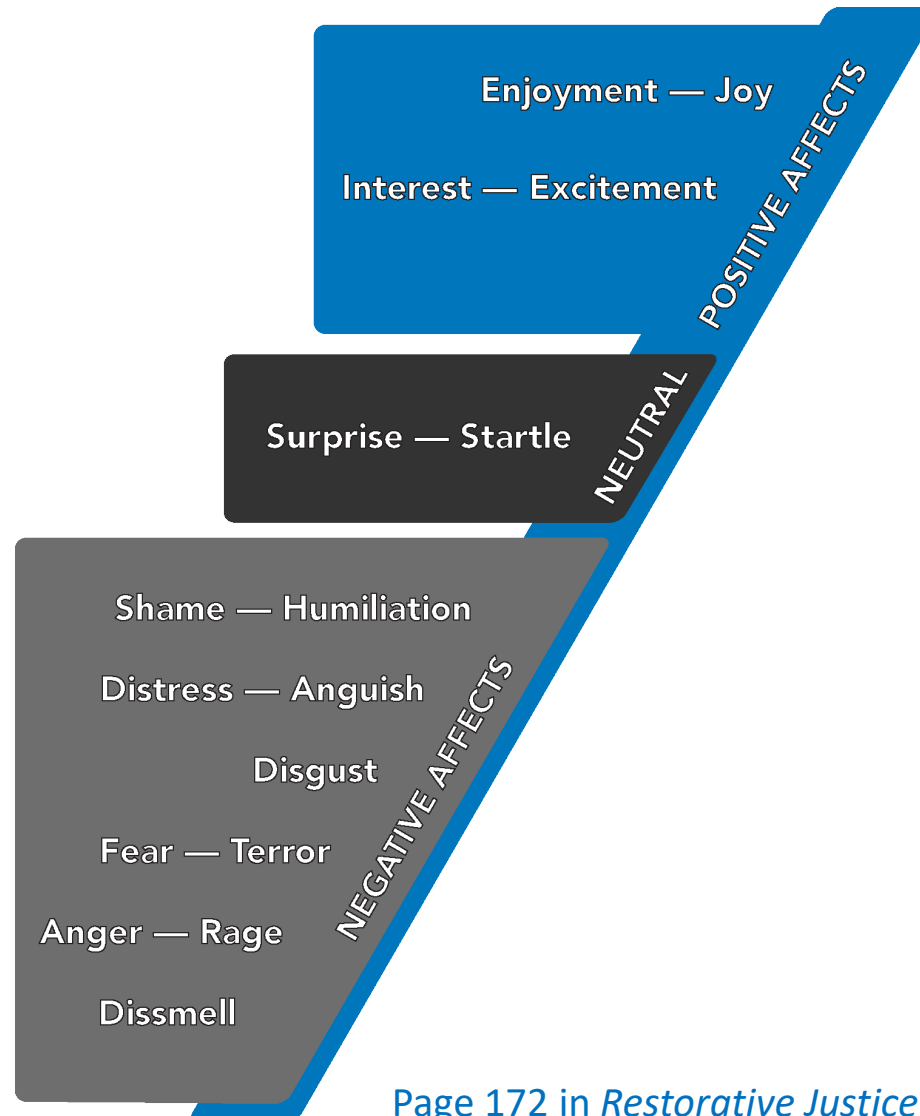 Enjoyment — Joy
Interest — Excitement
POSITIVE AFFECTS
Surprise — Startle
NEUTRAL
Shame — Humiliation
Distress — Anguish
Disgust
Fear — Terror
Anger — Rage
Dissmell
NEGATIVE AFFECTS
Page 172 in Restorative Justice